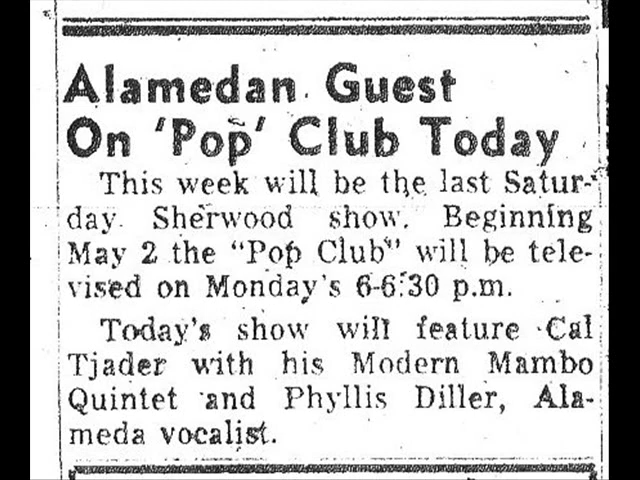 Alamedan Guest
On 'Pop' Club Today
This week will be the last Satur-
day Sherwood show. Beginning
May 2 the "Pop Club" will be tele-
vised on Monday's 6-6:30 p.m.
Today's show will feature Cal
Tjader with his Modern Mambo
Quintet and Phyllis Diller, Ala-
meda vocalist.